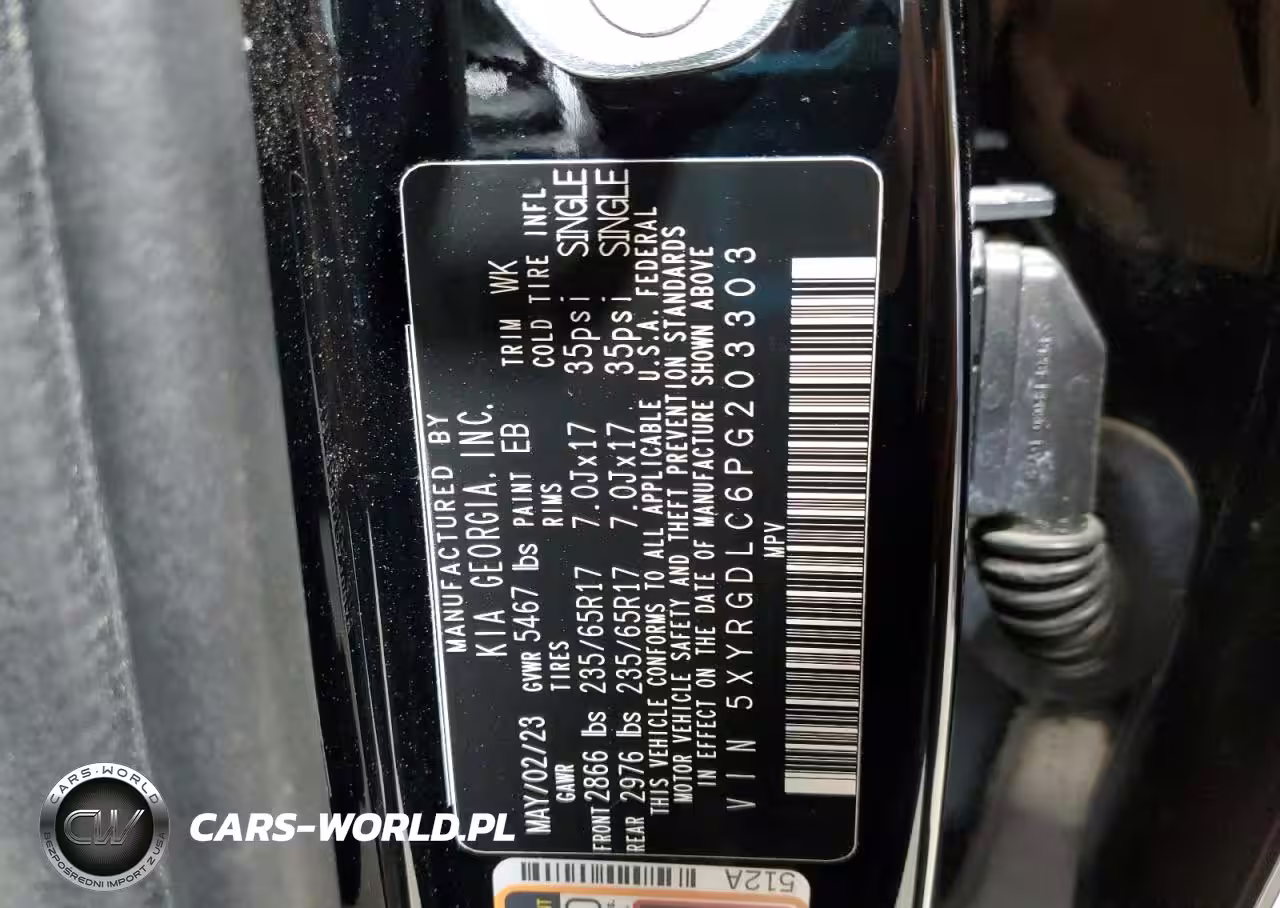 MANUFACTURED BY
KIA GEORGIA. INC.
TRIM WK
MAY/02/23 GVWR 5467 lbs PAINT EB
GAWR TIRES RIMS COLD TIRE INFL
FRONT 2866 lbs 235/65R17 7.0Jx17 35psi SINGLE
REAR 2976 lbs 235/65R17 7.0Jx17 35psi SINGLE
THIS VEHICLE CONFORMS TO ALL APPLICABLE U.S.A. FEDERAL
MOTOR VEHICLE SAFETY AND THEFT PREVENTION STANDARDS
IN EFFECT ON THE DATE OF MANUFACTURE SHOWN ABOVE
VIN 5XYRGDLC6PG203303
MPV
512A
CARS-WORLD
CW
BEZPOŚREDNI IMPORT Z USA
CARS-WORLD.PL